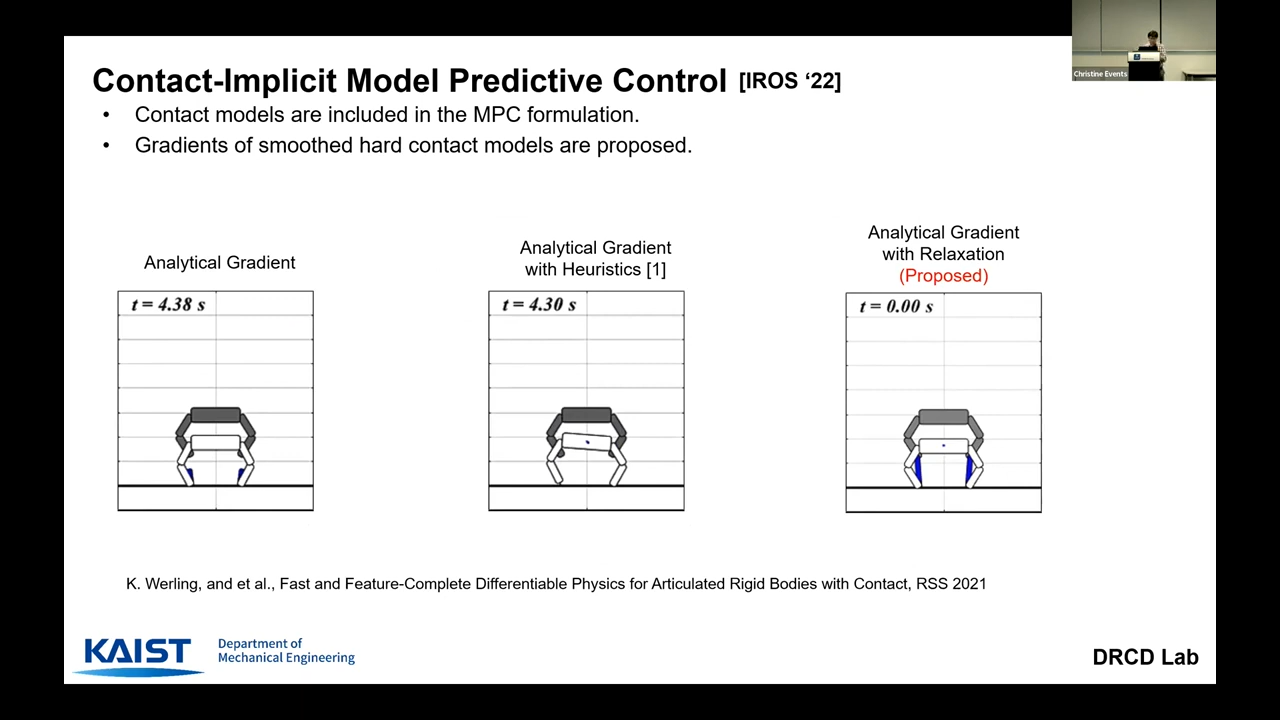 Contact-Implicit Model Predictive Control [IROS ‘22]
• Contact models are included in the MPC formulation.
• Gradients of smoothed hard contact models are proposed.
Christine Events
Analytical Gradient
t = 4.38 s
Analytical Gradient
with Heuristics [1]
t = 4.30 s
Analytical Gradient
with Relaxation
(Proposed)
t = 0.00 s
K. Werling, and et al., Fast and Feature-Complete Differentiable Physics for Articulated Rigid Bodies with Contact, RSS 2021
KAIST
Department of
Mechanical Engineering
DRCD Lab